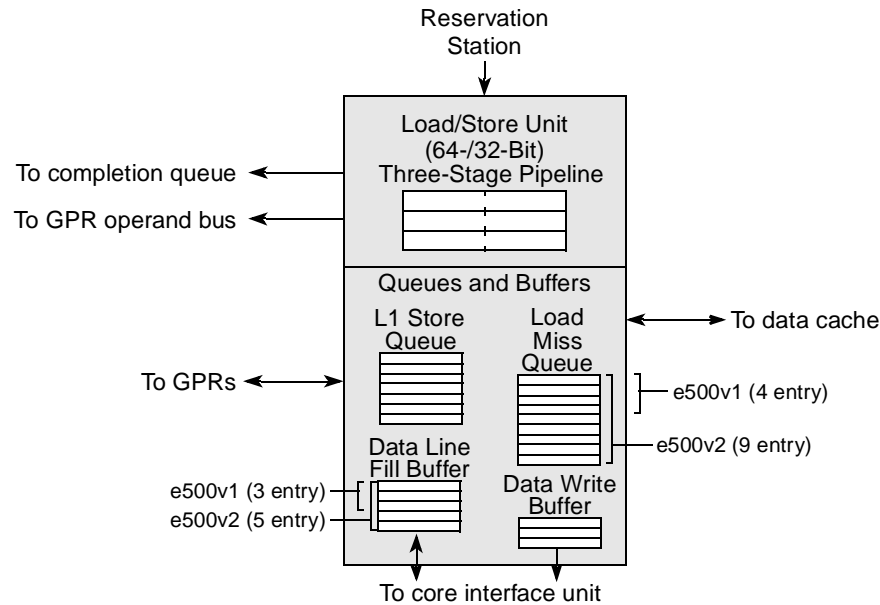 Reservation
Station
Load/Store Unit
(64-/32-Bit)
Three-Stage Pipeline
To completion queue
To GPR operand bus
Queues and Buffers
L1 Store
Queue
Load
Miss
Queue
To data cache
To GPRs
e500v1 (4 entry)
e500v2 (9 entry)
Data Line
Fill Buffer
Data Write
Buffer
e500v1 (3 entry)
e500v2 (5 entry)
To core interface unit